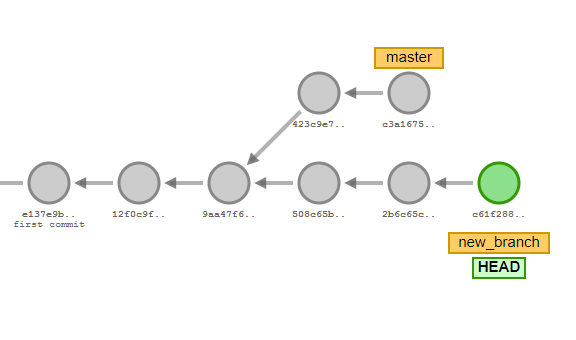 master
423c9e7..
c3a1675..
e137e9b..
first commit
12f0c9f..
9aa47f6..
508c65b..
2b6c65c..
c61f288..
new_branch
HEAD